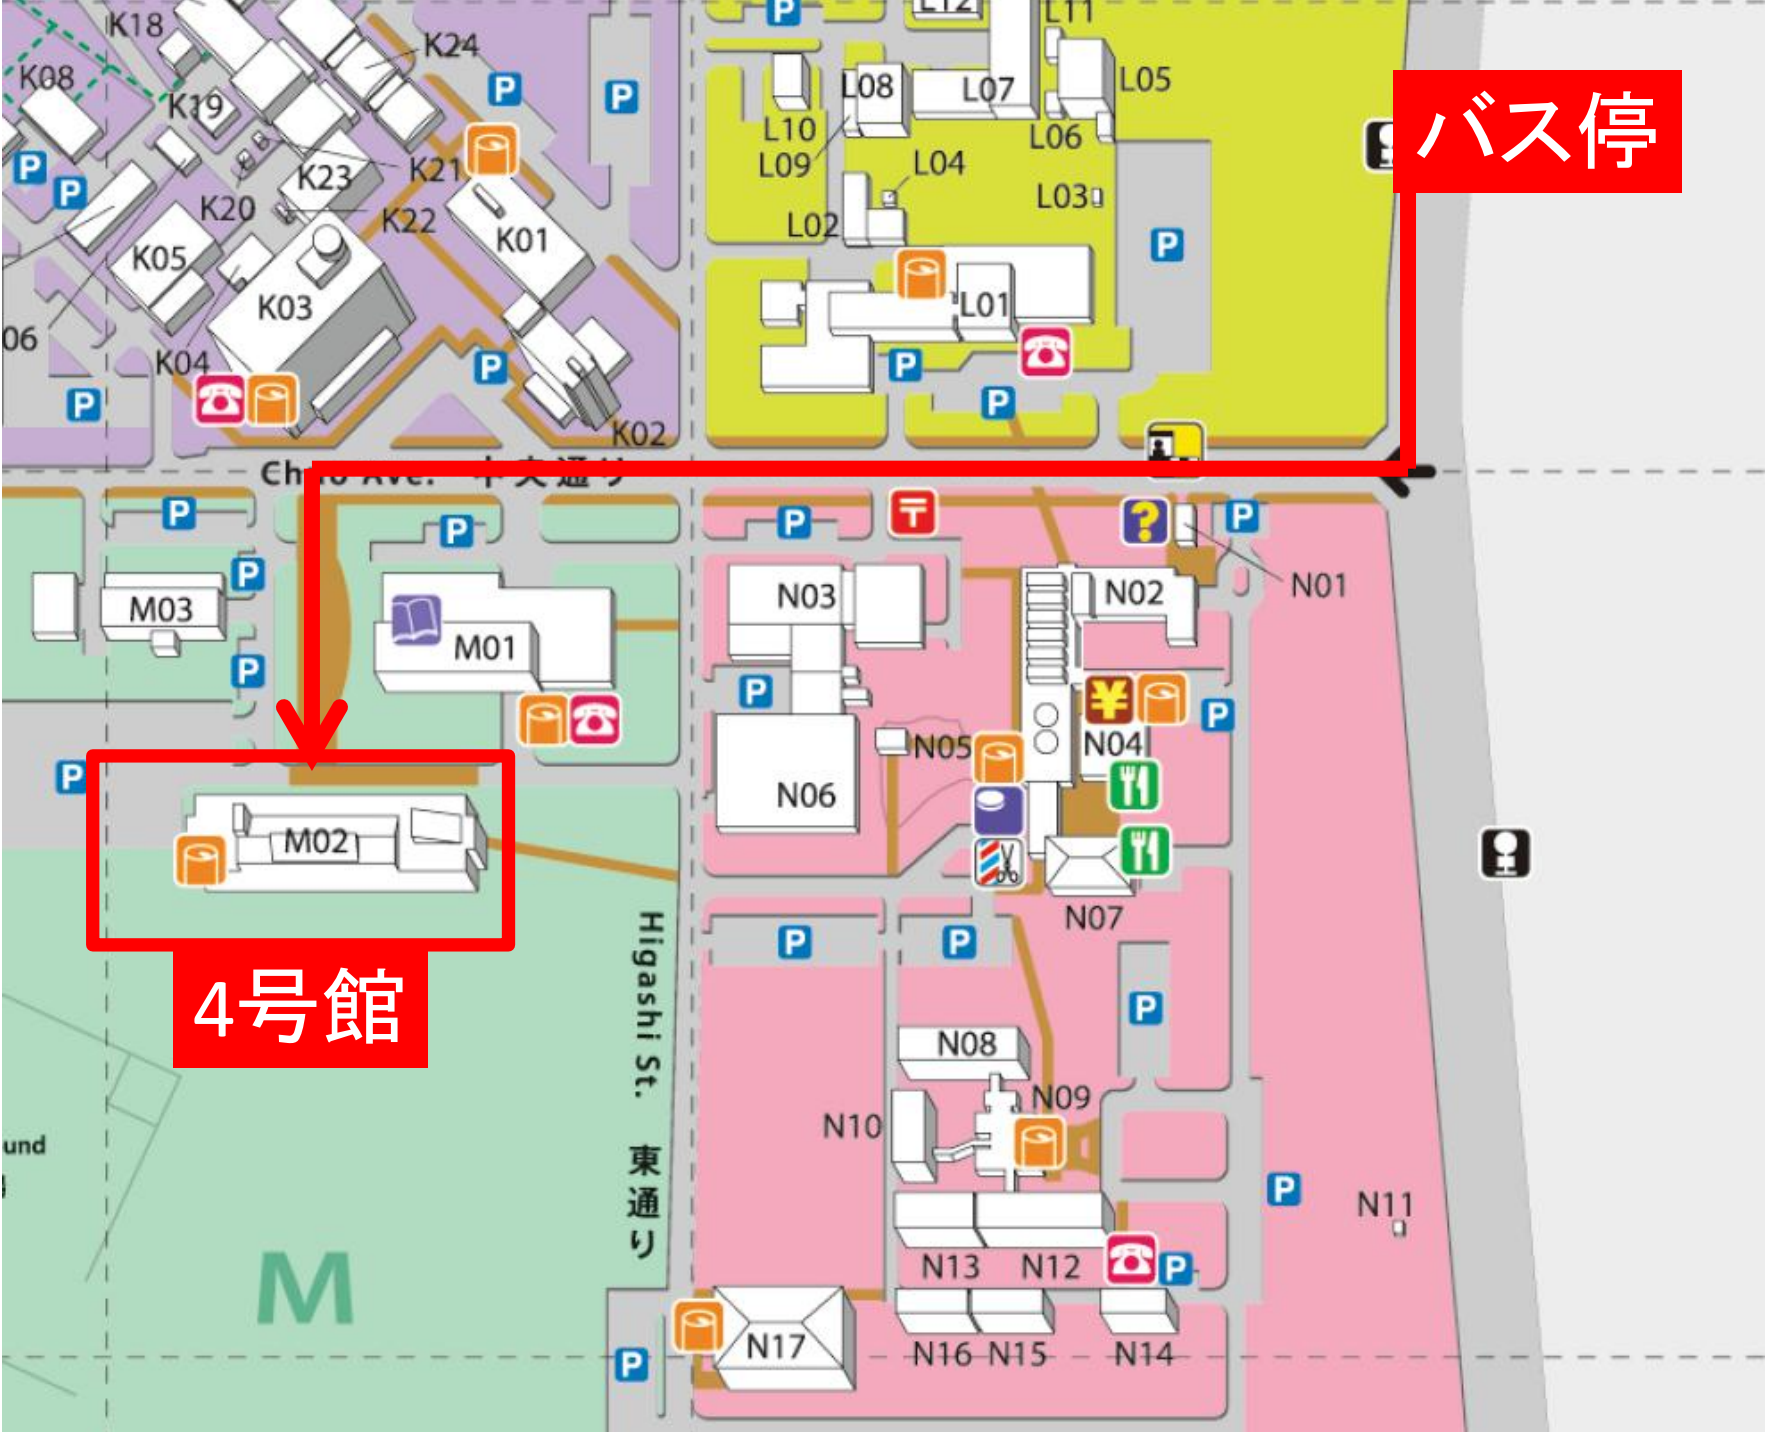 K18
K24
K08
K19
K21
K23
K20
K22
K05
K01
K03
06
K04
K02
L12
L11
L08
L07
L05
L10
L06
L09
L04
L03
L02
L01
バス停
Chuo Ave. 中央通り
M03
M01
M02
4号館
N03
N02
N01
N05
N04
N06
N07
N08
N09
N10
N11
N13
N12
N17
N16
N15
N14
Higashi St. 東通り
und
M
P
〒
?
¥